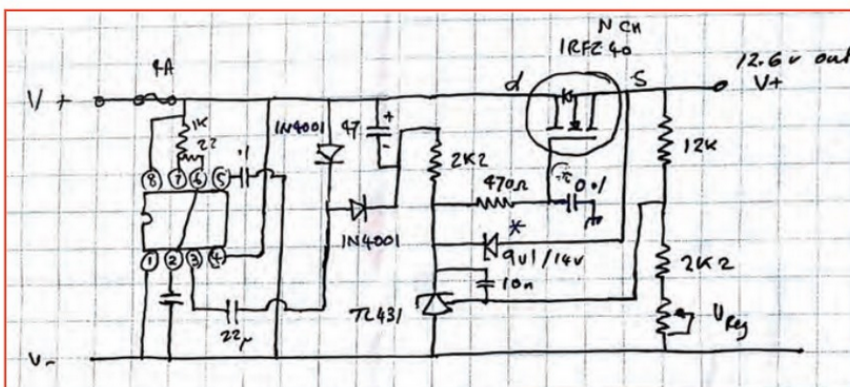 N CH
IRFZ40
4A
d
S
12.6v out
V+
V+
1K
22
.1
1N4001
47
+
-
2K2
470Ω
0.1
12K
8 7 6 5
1N4001
*
9v1/14v
2K2
1 2 3 4
10n
TL431
22µ
VReg
V-